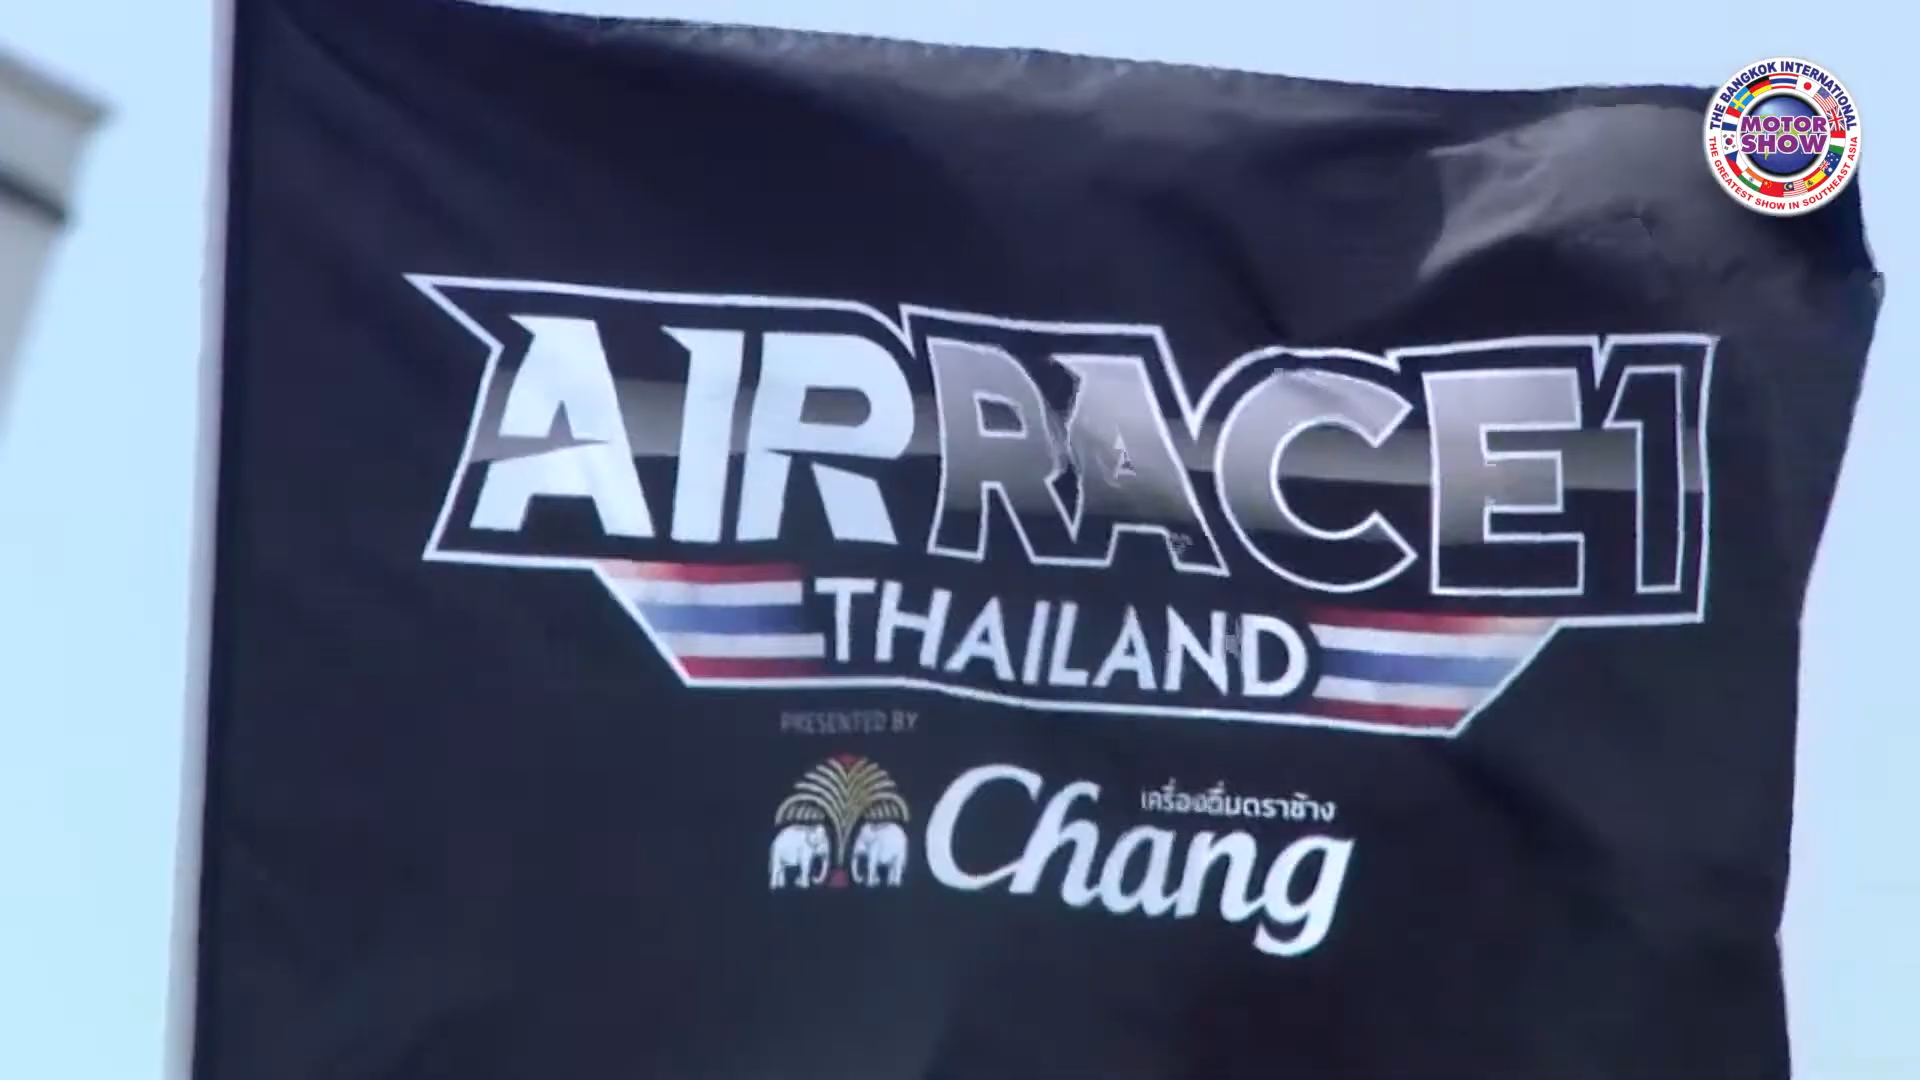 THE BANGKOK INTERNATIONAL
MOTOR
SHOW
THE GREATEST SHOW IN SOUTHEAST ASIA
AIR RACE 1
THAILAND
PRESENTED BY
เครื่องดื่มตราช้าง
Chang